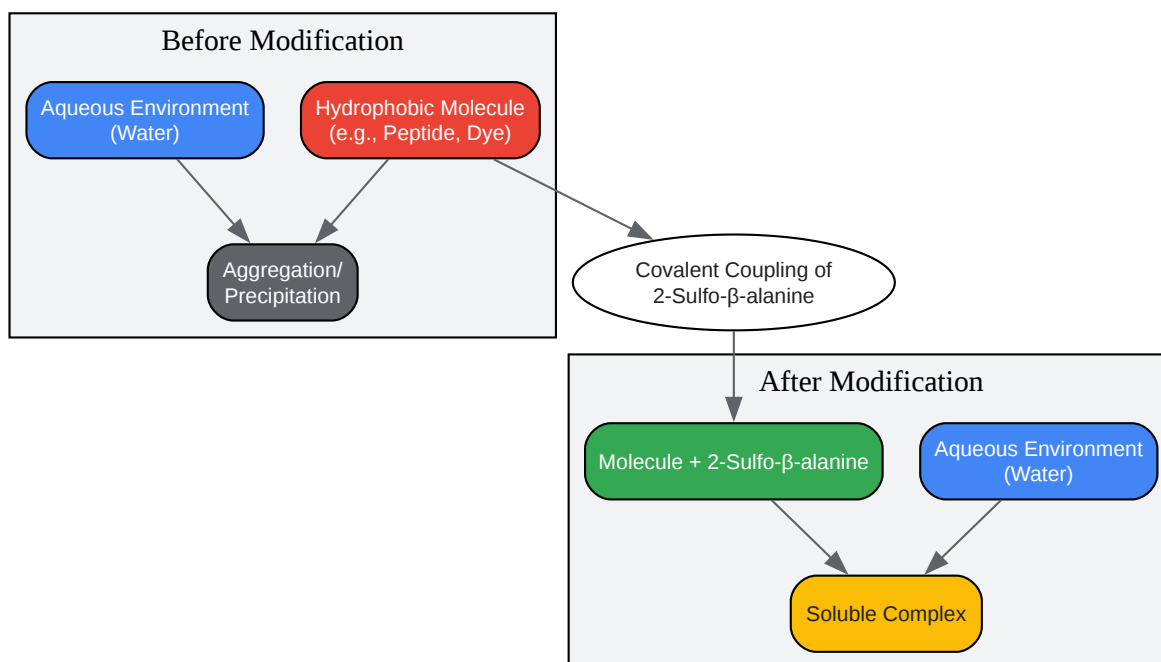 Before Modification
Aqueous Environment
(Water)
Hydrophobic Molecule
(e.g., Peptide, Dye)
Aggregation/
Precipitation
Covalent Coupling of
2-Sulfo-β-alanine
After Modification
Molecule + 2-Sulfo-β-alanine
Aqueous Environment
(Water)
Soluble Complex